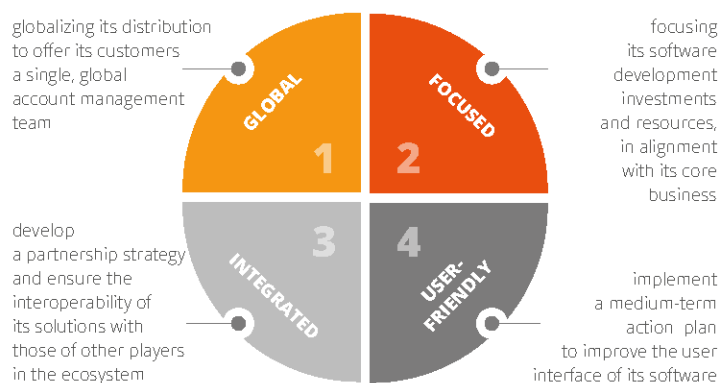 globalizing its distribution
to offer its customers
a single, global
account management
team
GLOBAL
1
focusing
its software
development
investments
and resources,
in alignment
with its core
business
FOCUSED
2
develop
a partnership strategy
and ensure the
interoperability of
its solutions with
those of other players
in the ecosystem
INTEGRATED
3
implement
a medium-term
action plan
to improve the user
interface of its software
USER-
FRIENDLY
4